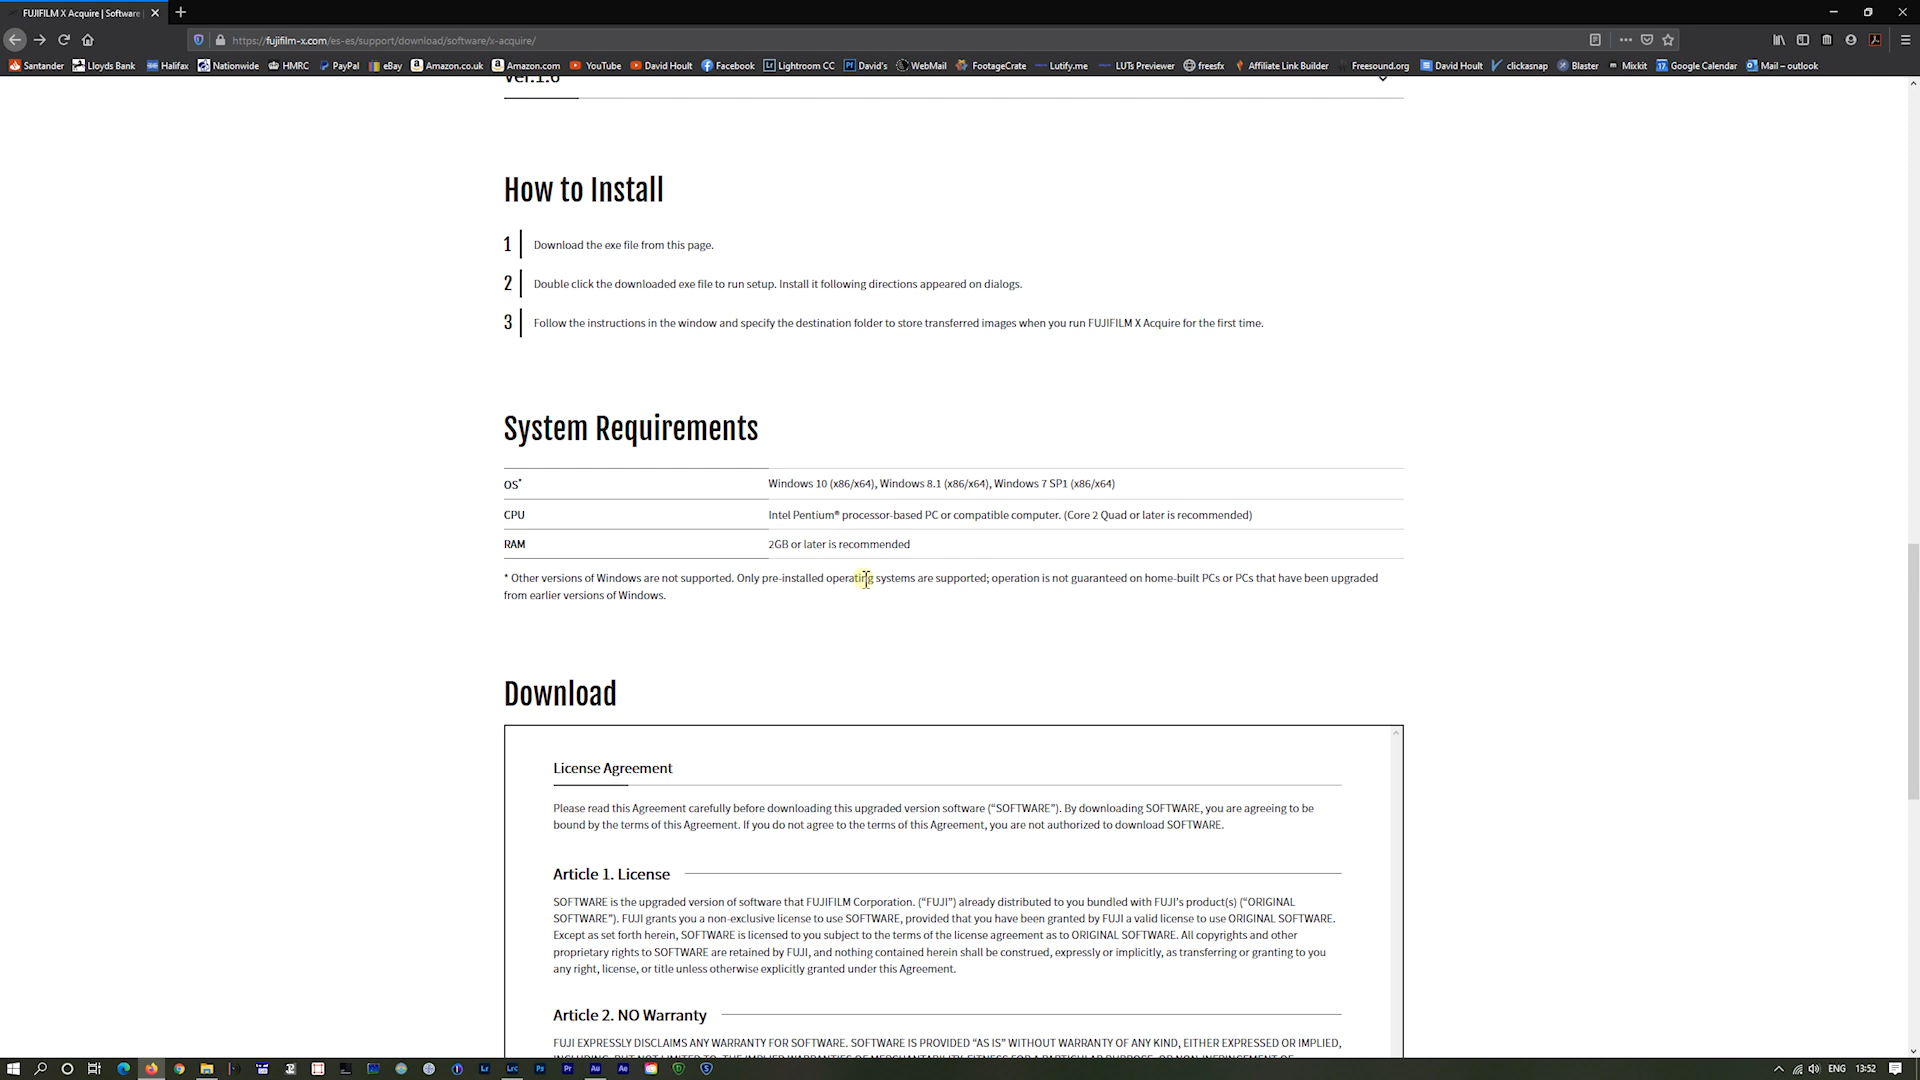 FUJIFILM X Acquire | Software
https://fujifilm-x.com/es-es/support/download/software/x-acquire/
Santander Lloyds Bank Halifax Nationwide HMRC PayPal eBay Amazon.co.uk Amazon.com YouTube David Hoult Facebook Lightroom CC David's WebMail FootageCrate Lutify.me LUTs Previewer freesfx Affiliate Link Builder Freesound.org David Hoult clickasnap Blaster Mixkit Google Calendar Mail – outlook
Ver.1.6
How to Install
1 Download the exe file from this page.
2 Double click the downloaded exe file to run setup. Install it following directions appeared on dialogs.
3 Follow the instructions in the window and specify the destination folder to store transferred images when you run FUJIFILM X Acquire for the first time.
System Requirements
OS* Windows 10 (x86/x64), Windows 8.1 (x86/x64), Windows 7 SP1 (x86/x64)
CPU Intel Pentium® processor-based PC or compatible computer. (Core 2 Quad or later is recommended)
RAM 2GB or later is recommended
* Other versions of Windows are not supported. Only pre-installed operating systems are supported; operation is not guaranteed on home-built PCs or PCs that have been upgraded
from earlier versions of Windows.
Download
License Agreement
Please read this Agreement carefully before downloading this upgraded version software (“SOFTWARE”). By downloading SOFTWARE, you are agreeing to be
bound by the terms of this Agreement. If you do not agree to the terms of this Agreement, you are not authorized to download SOFTWARE.
Article 1. License
SOFTWARE is the upgraded version of software that FUJIFILM Corporation. (“FUJI”) already distributed to you bundled with FUJI’s product(s) (“ORIGINAL
SOFTWARE”). FUJI grants you a non-exclusive license to use SOFTWARE, provided that you have been granted by FUJI a valid license to use ORIGINAL SOFTWARE.
Except as set forth herein, SOFTWARE is licensed to you subject to the terms of the license agreement as to ORIGINAL SOFTWARE. All copyrights and other
proprietary rights to SOFTWARE are retained by FUJI, and nothing contained herein shall be construed, expressly or implicitly, as transferring or granting to you
any right, license, or title unless otherwise explicitly granted under this Agreement.
Article 2. NO Warranty
FUJI EXPRESSLY DISCLAIMS ANY WARRANTY FOR SOFTWARE. SOFTWARE IS PROVIDED “AS IS” WITHOUT WARRANTY OF ANY KIND, EITHER EXPRESSED OR IMPLIED,
ENG 13:52